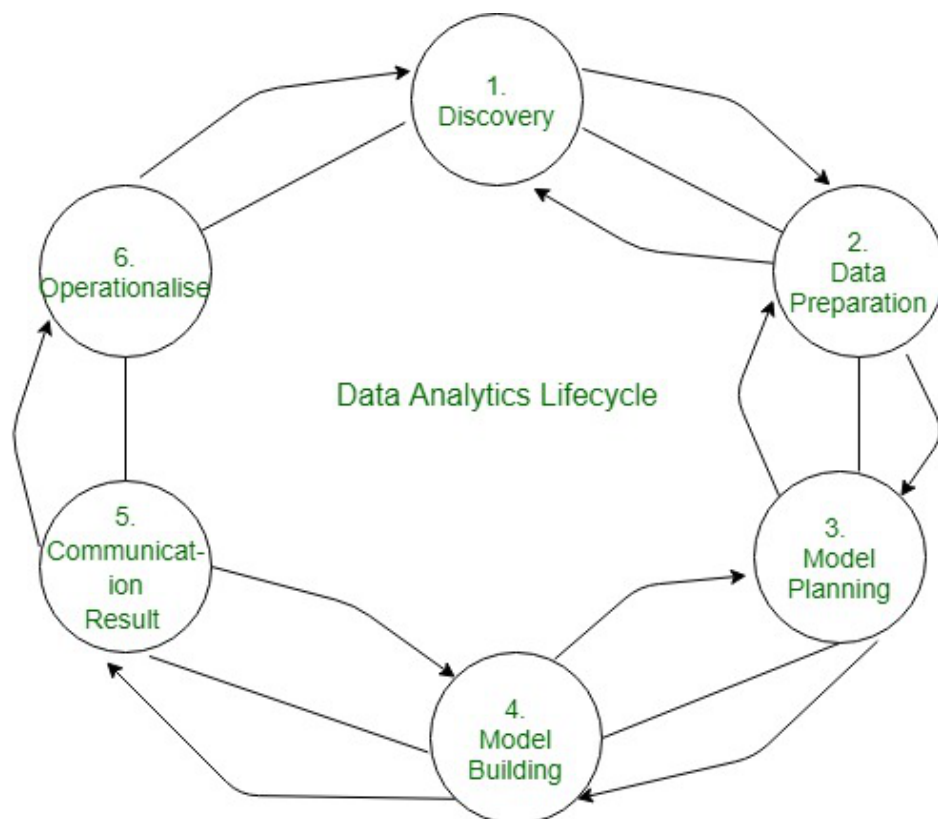 1.
Discovery
2.
Data
Preparation
6.
Operationalise
Data Analytics Lifecycle
3.
Model
Planning
5.
Communicat-
ion
Result
4.
Model
Building